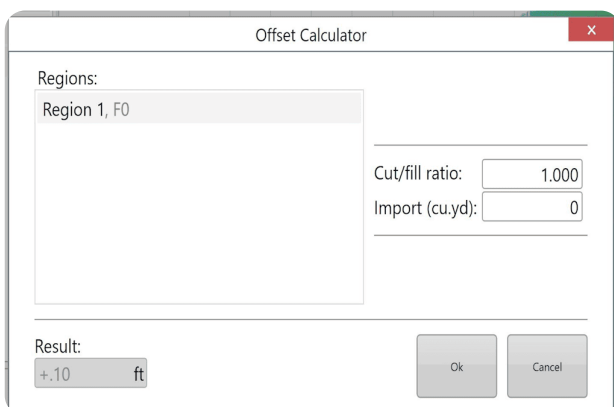 Offset Calculator
x
Regions:
Region 1, F0
Cut/fill ratio: 1.000
Import (cu.yd): 0
Result:
+.10 ft
Ok
Cancel